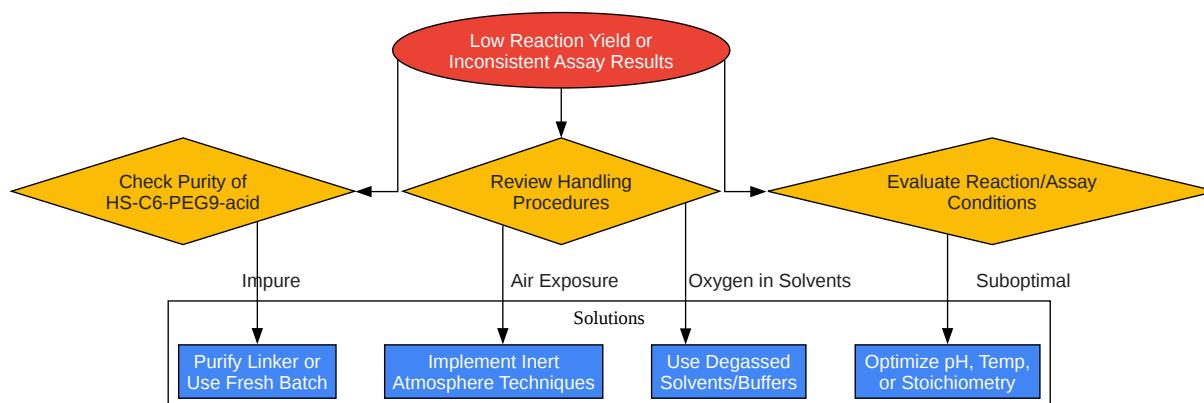 Low Reaction Yield or
Inconsistent Assay Results
Check Purity of
HS-C6-PEG9-acid
Review Handling
Procedures
Evaluate Reaction/Assay
Conditions
Impure
Air Exposure
Oxygen in Solvents
Suboptimal
Solutions
Purify Linker or
Use Fresh Batch
Implement Inert
Atmosphere Techniques
Use Degassed
Solvents/Buffers
Optimize pH, Temp,
or Stoichiometry